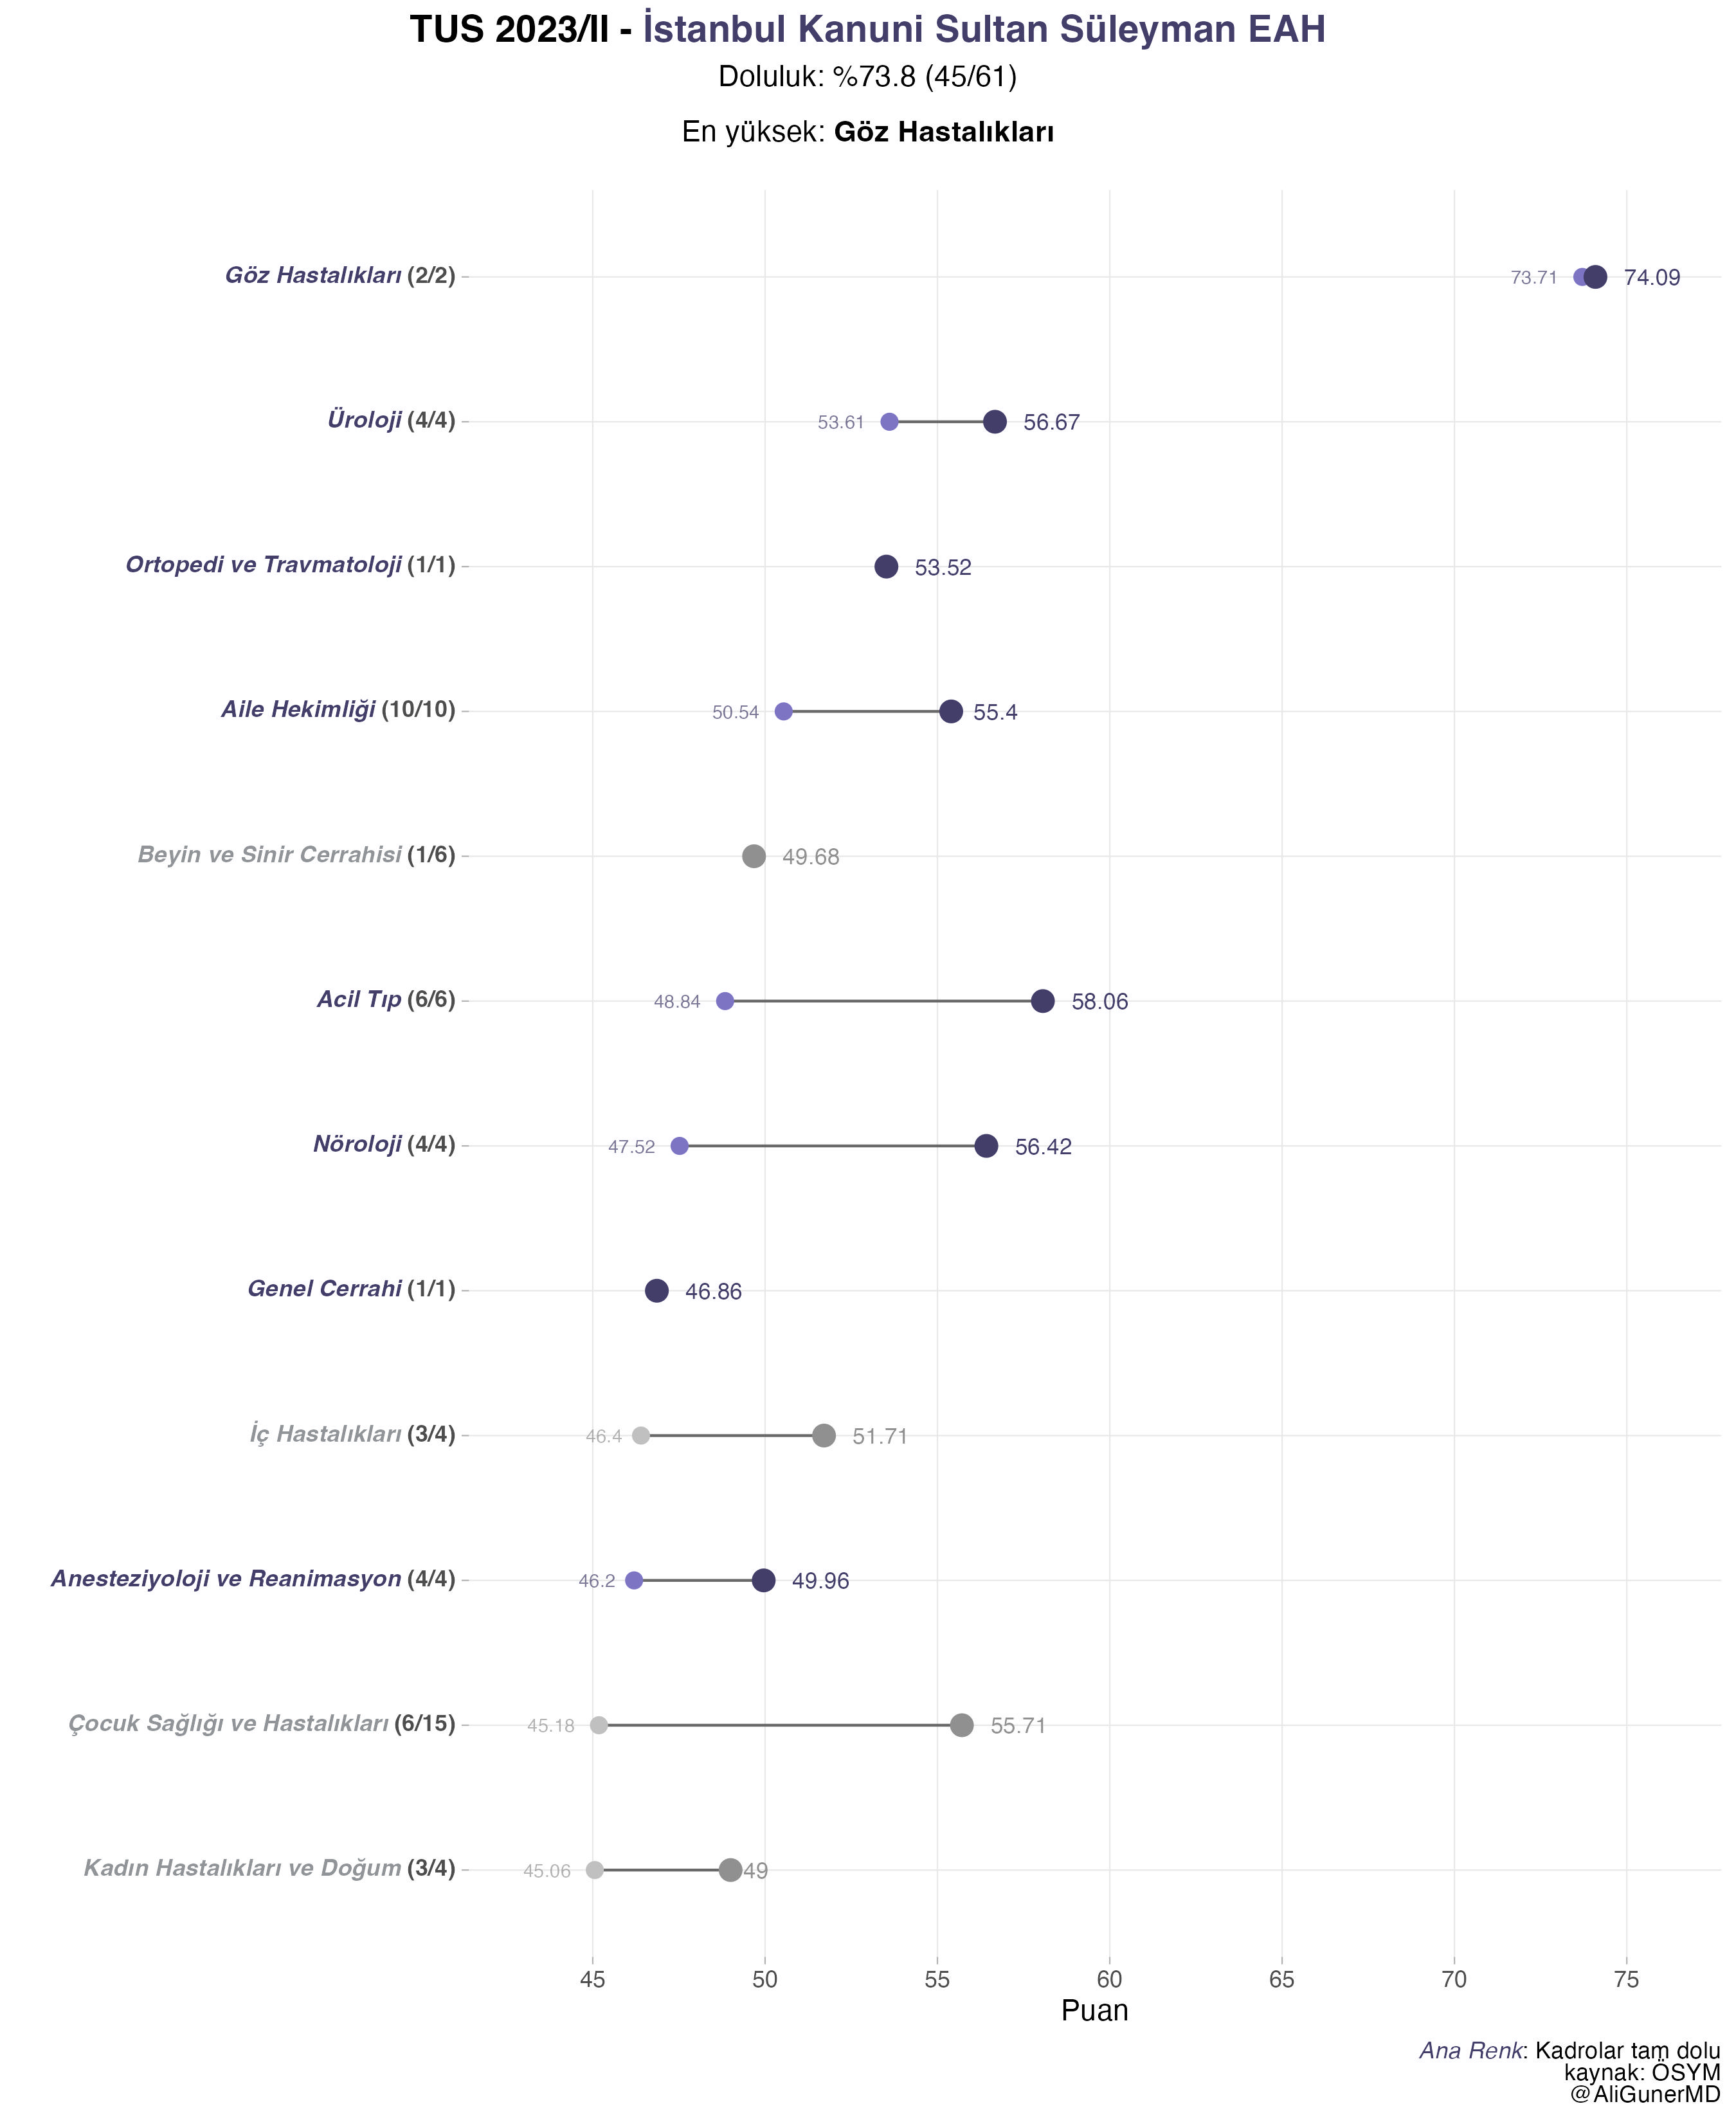 TUS 2023/II - İstanbul Kanuni Sultan Süleyman EAH
Doluluk: %73.8 (45/61)
En yüksek: Göz Hastalıkları
Göz Hastalıkları (2/2) 73.71 74.09
Üroloji (4/4) 53.61 56.67
Ortopedi ve Travmatoloji (1/1) 53.52
Aile Hekimliği (10/10) 50.54 55.4
Beyin ve Sinir Cerrahisi (1/6) 49.68
Acil Tıp (6/6) 48.84 58.06
Nöroloji (4/4) 47.52 56.42
Genel Cerrahi (1/1) 46.86
İç Hastalıkları (3/4) 46.4 51.71
Anesteziyoloji ve Reanimasyon (4/4) 46.2 49.96
Çocuk Sağlığı ve Hastalıkları (6/15) 45.18 55.71
Kadın Hastalıkları ve Doğum (3/4) 45.06 49
45 50 55 60 65 70 75
Puan
Ana Renk: Kadrolar tam dolu
kaynak: ÖSYM
@AliGunerMD